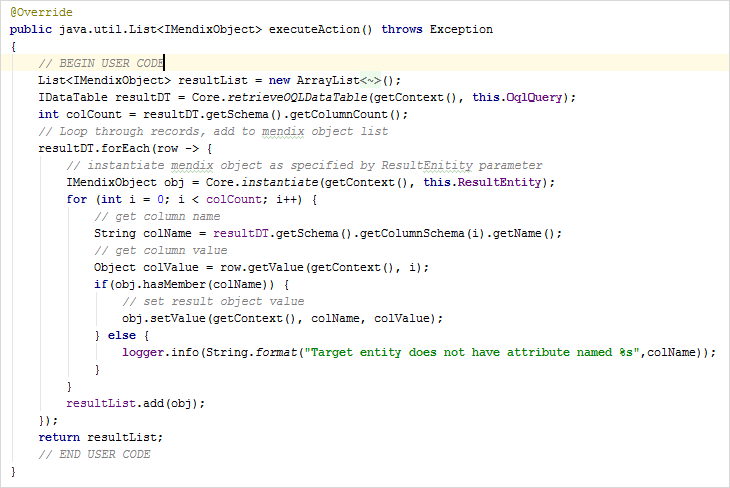 @Override
public java.util.List<IMendixObject> executeAction() throws Exception
{
    // BEGIN USER CODE
    List<IMendixObject> resultList = new ArrayList<~>();
    IDataTable resultDT = Core.retrieveOQLDataTable(getContext(), this.OqlQuery);
    int colCount = resultDT.getSchema().getColumnCount();
    // Loop through records, add to mendix object list
    resultDT.forEach(row -> {
        // instantiate mendix object as specified by ResultEnitity parameter
        IMendixObject obj = Core.instantiate(getContext(), this.ResultEntity);
        for (int i = 0; i < colCount; i++) {
            // get column name
            String colName = resultDT.getSchema().getColumnSchema(i).getName();
            // get column value
            Object colValue = row.getValue(getContext(), i);
            if(obj.hasMember(colName)) {
                // set result object value
                obj.setValue(getContext(), colName, colValue);
            } else {
                logger.info(String.format("Target entity does not have attribute named %s",colName));
            }
        }
        resultList.add(obj);
    });
    return resultList;
    // END USER CODE
}